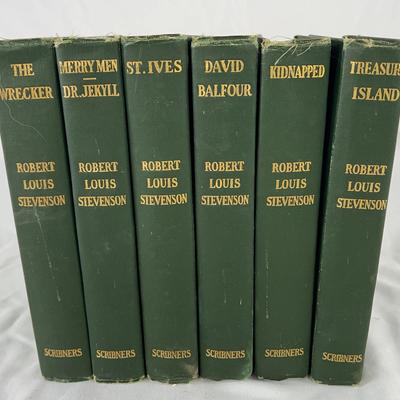 THE
WRECKER
ROBERT
LOUIS
STEVENSON
SCRIBNERS
MERRY MEN
DR. JEKYLL
ROBERT
LOUIS
STEVENSON
SCRIBNERS
ST. IVES
ROBERT
LOUIS
STEVENSON
SCRIBNERS
DAVID
BALFOUR
ROBERT
LOUIS
STEVENSON
SCRIBNERS
KIDNAPPED
ROBERT
LOUIS
STEVENSON
SCRIBNERS
TREASURE
ISLAND
ROBERT
LOUIS
STEVENSON
SCRIBNERS